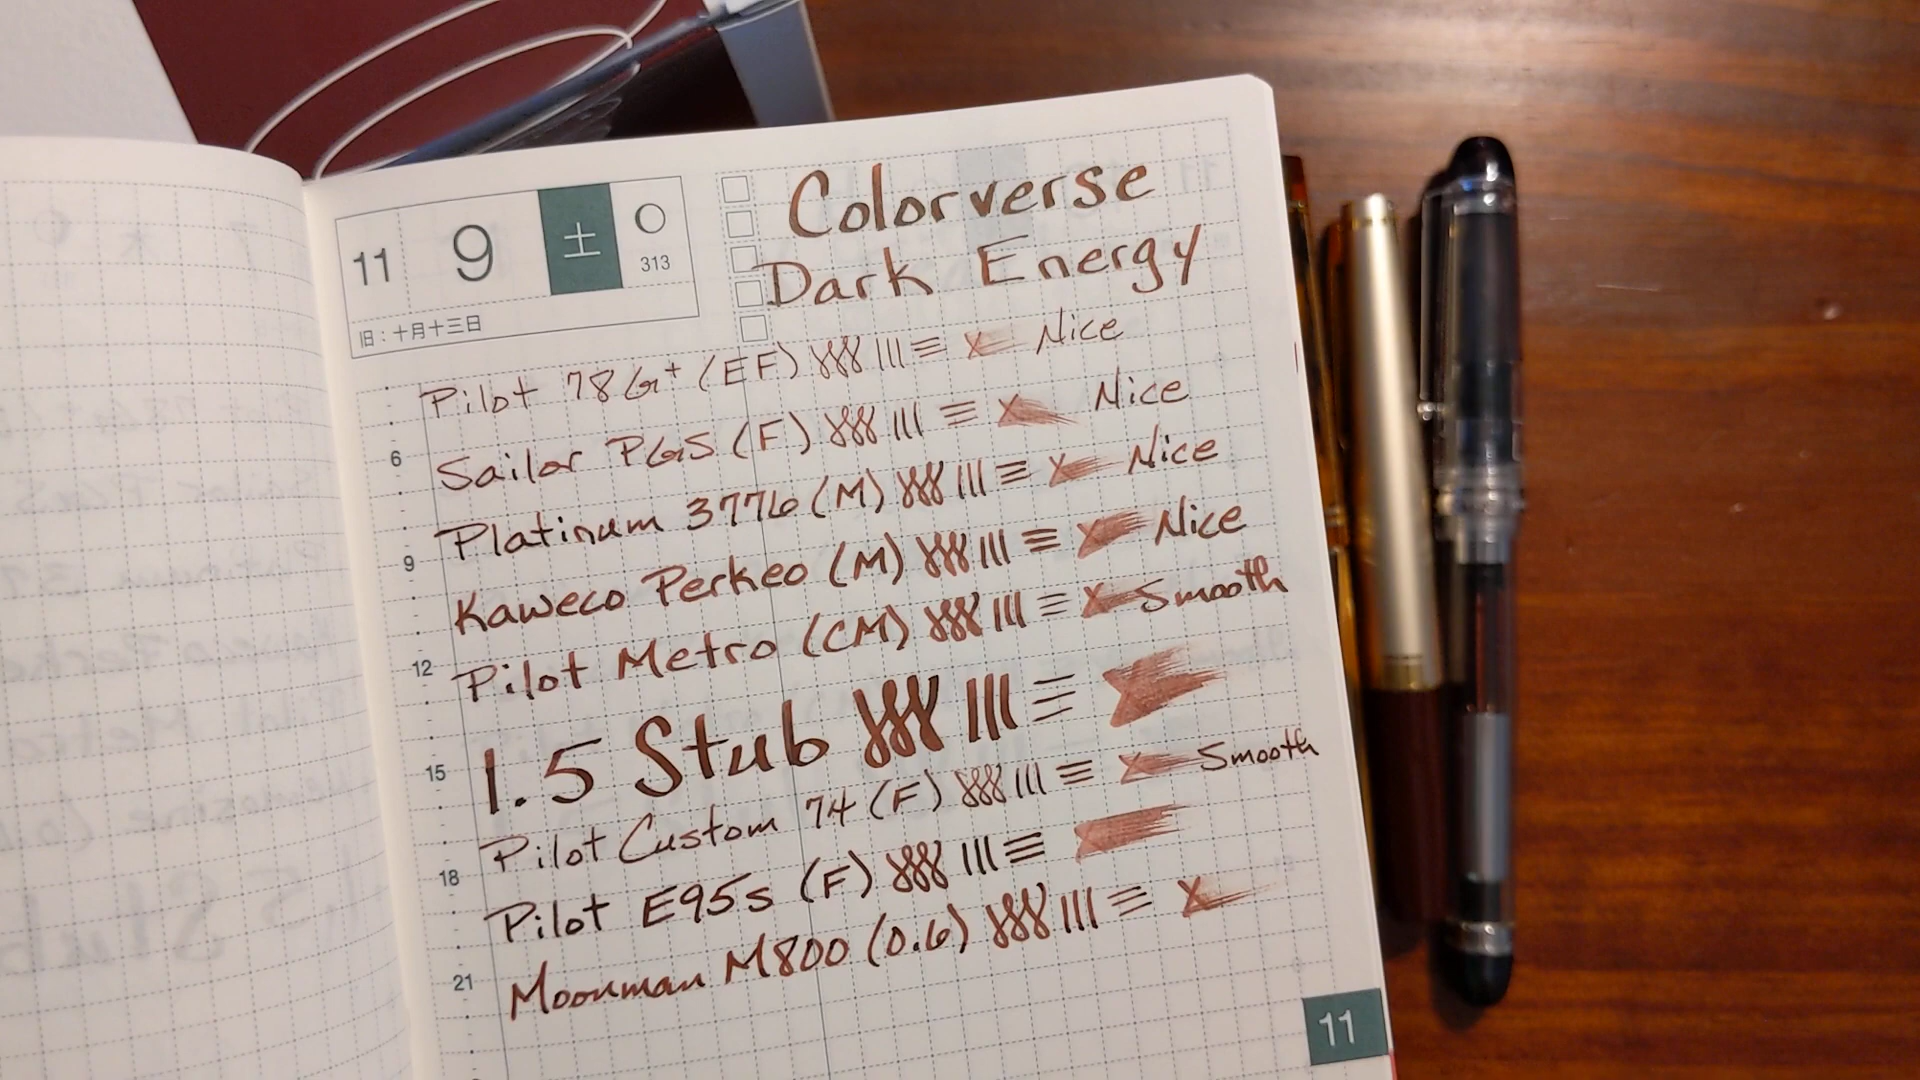 11 9 土 ○
313
旧：十月十三日
Colorverse
Dark Energy
Pilot 78G+ (EF) Nice
Sailor PGS (F) Nice
6
Platinum 3776 (M) Nice
9
Kaweco Perkeo (M) Nice
12
Pilot Metro (CM) Smooth
1.5 Stub
15
Pilot Custom 74 (F) Smooth
18
Pilot E95s (F)
21
Moonman M800 (0.6)
11